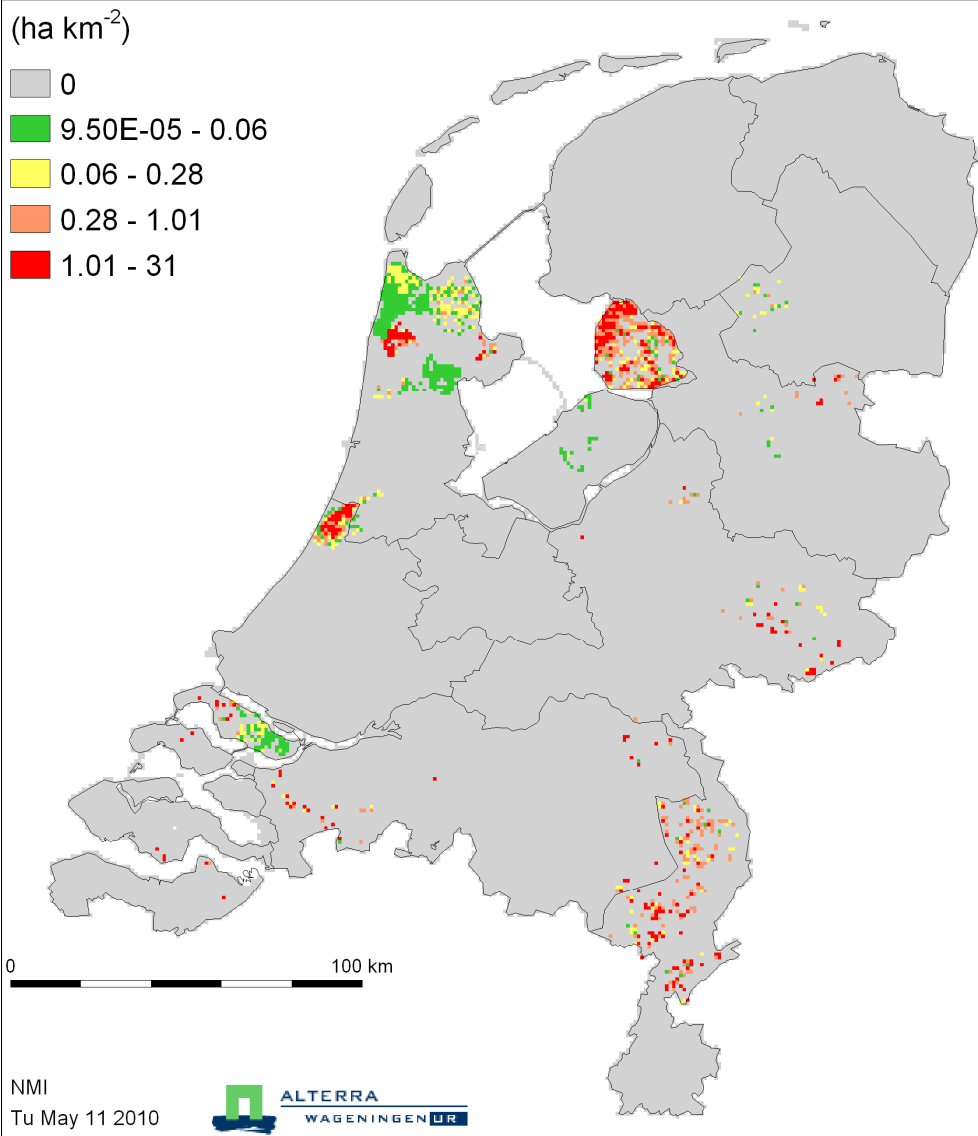 (ha km-2)
0
9.50E-05 - 0.06
0.06 - 0.28
0.28 - 1.01
1.01 - 31
0 100 km
NMI
Tu May 11 2010
ALTERRA
WAGENINGEN UR